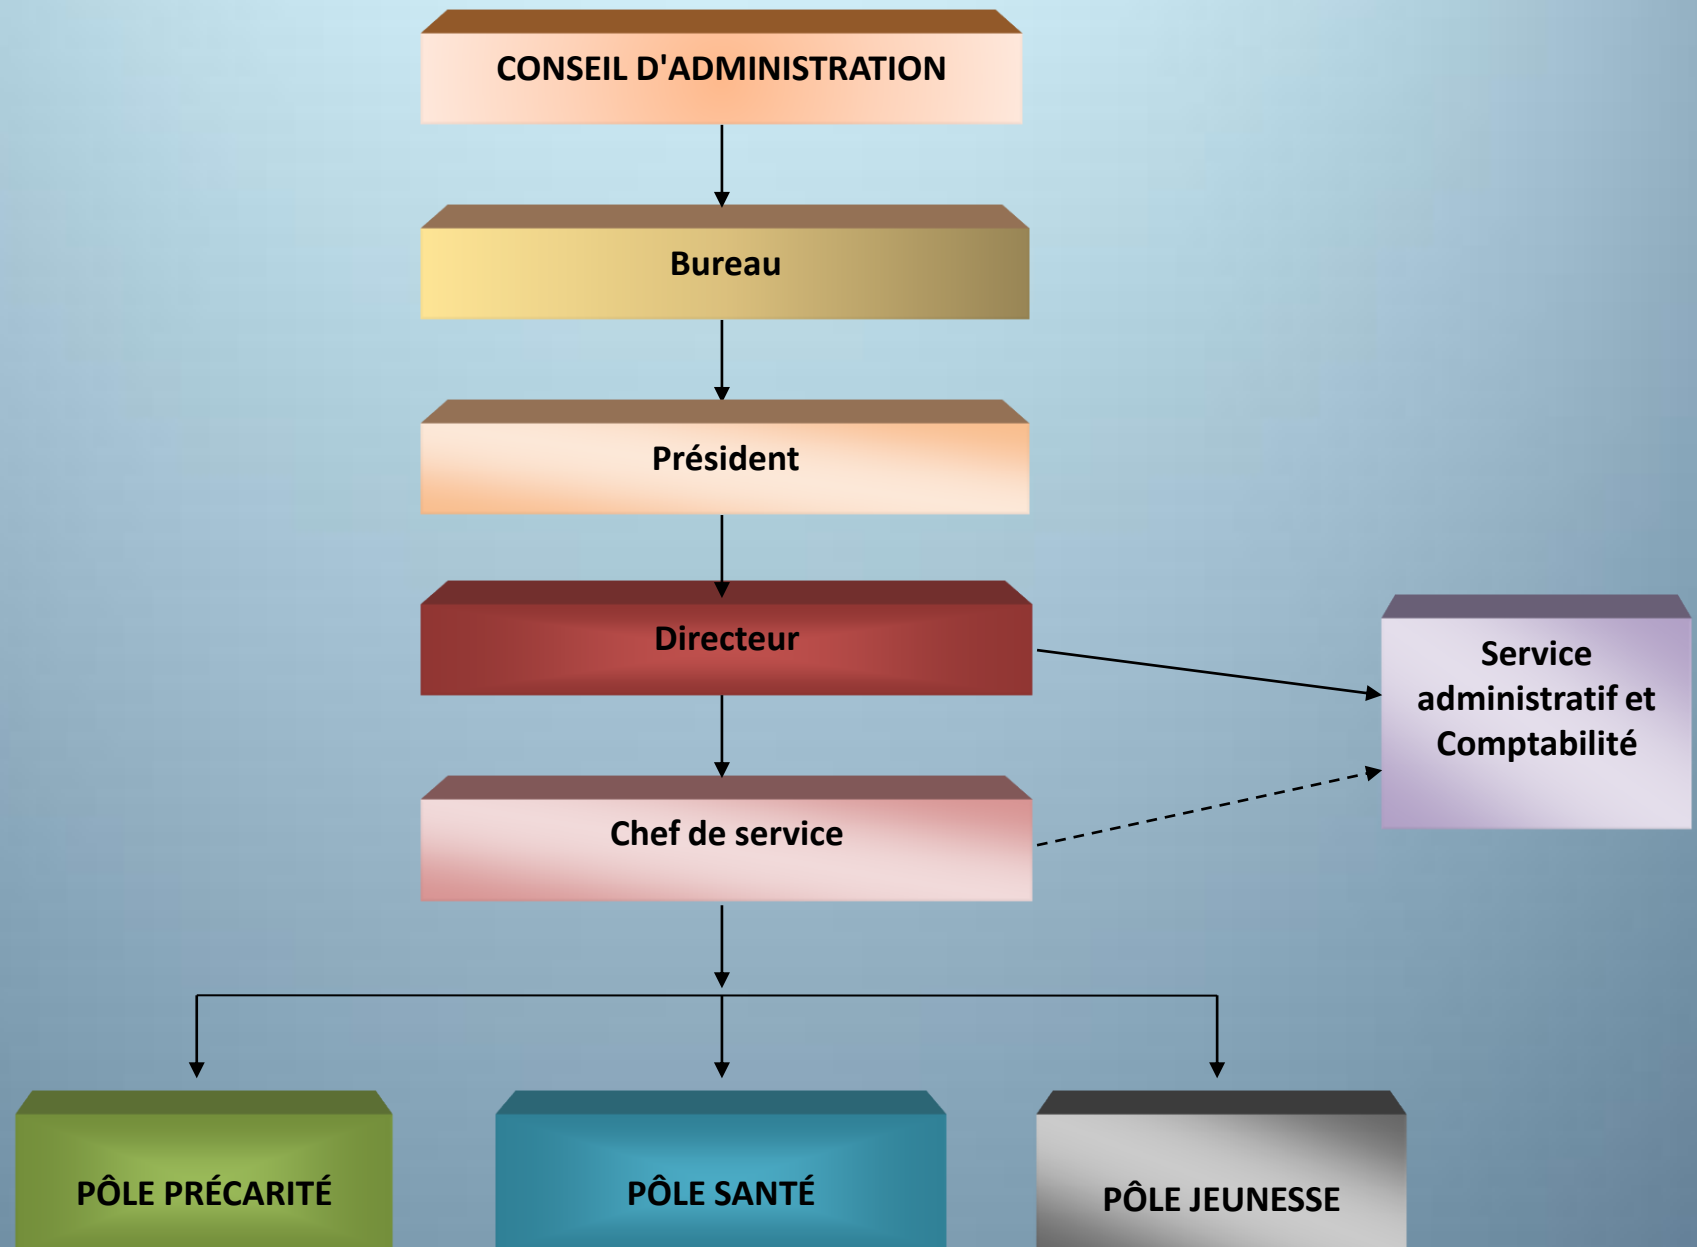 CONSEIL D'ADMINISTRATION
Bureau
Président
Directeur
Service
administratif et
Comptabilité
Chef de service
PÔLE PRÉCARITÉ
PÔLE SANTÉ
PÔLE JEUNESSE